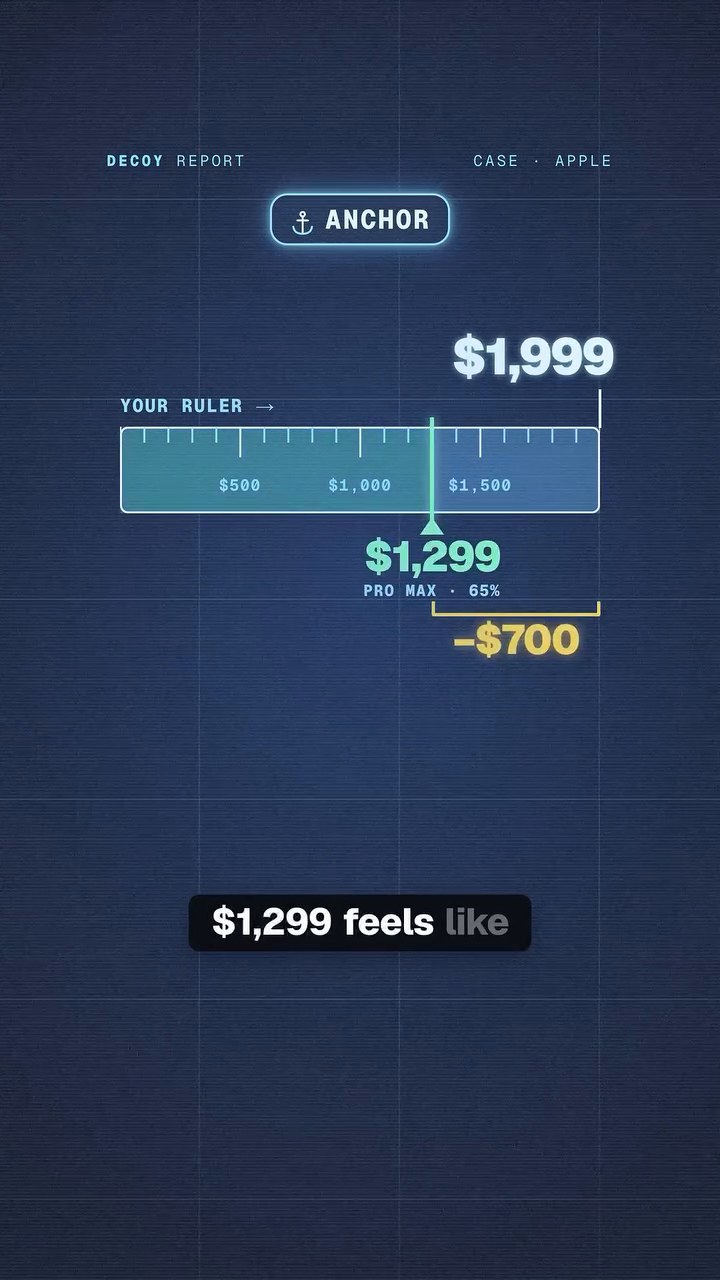 DECOY REPORT
CASE · APPLE
⚓ ANCHOR
$1,999
YOUR RULER →
$500 $1,000 $1,500
$1,299
PRO MAX · 65%
–$700
$1,299 feels like